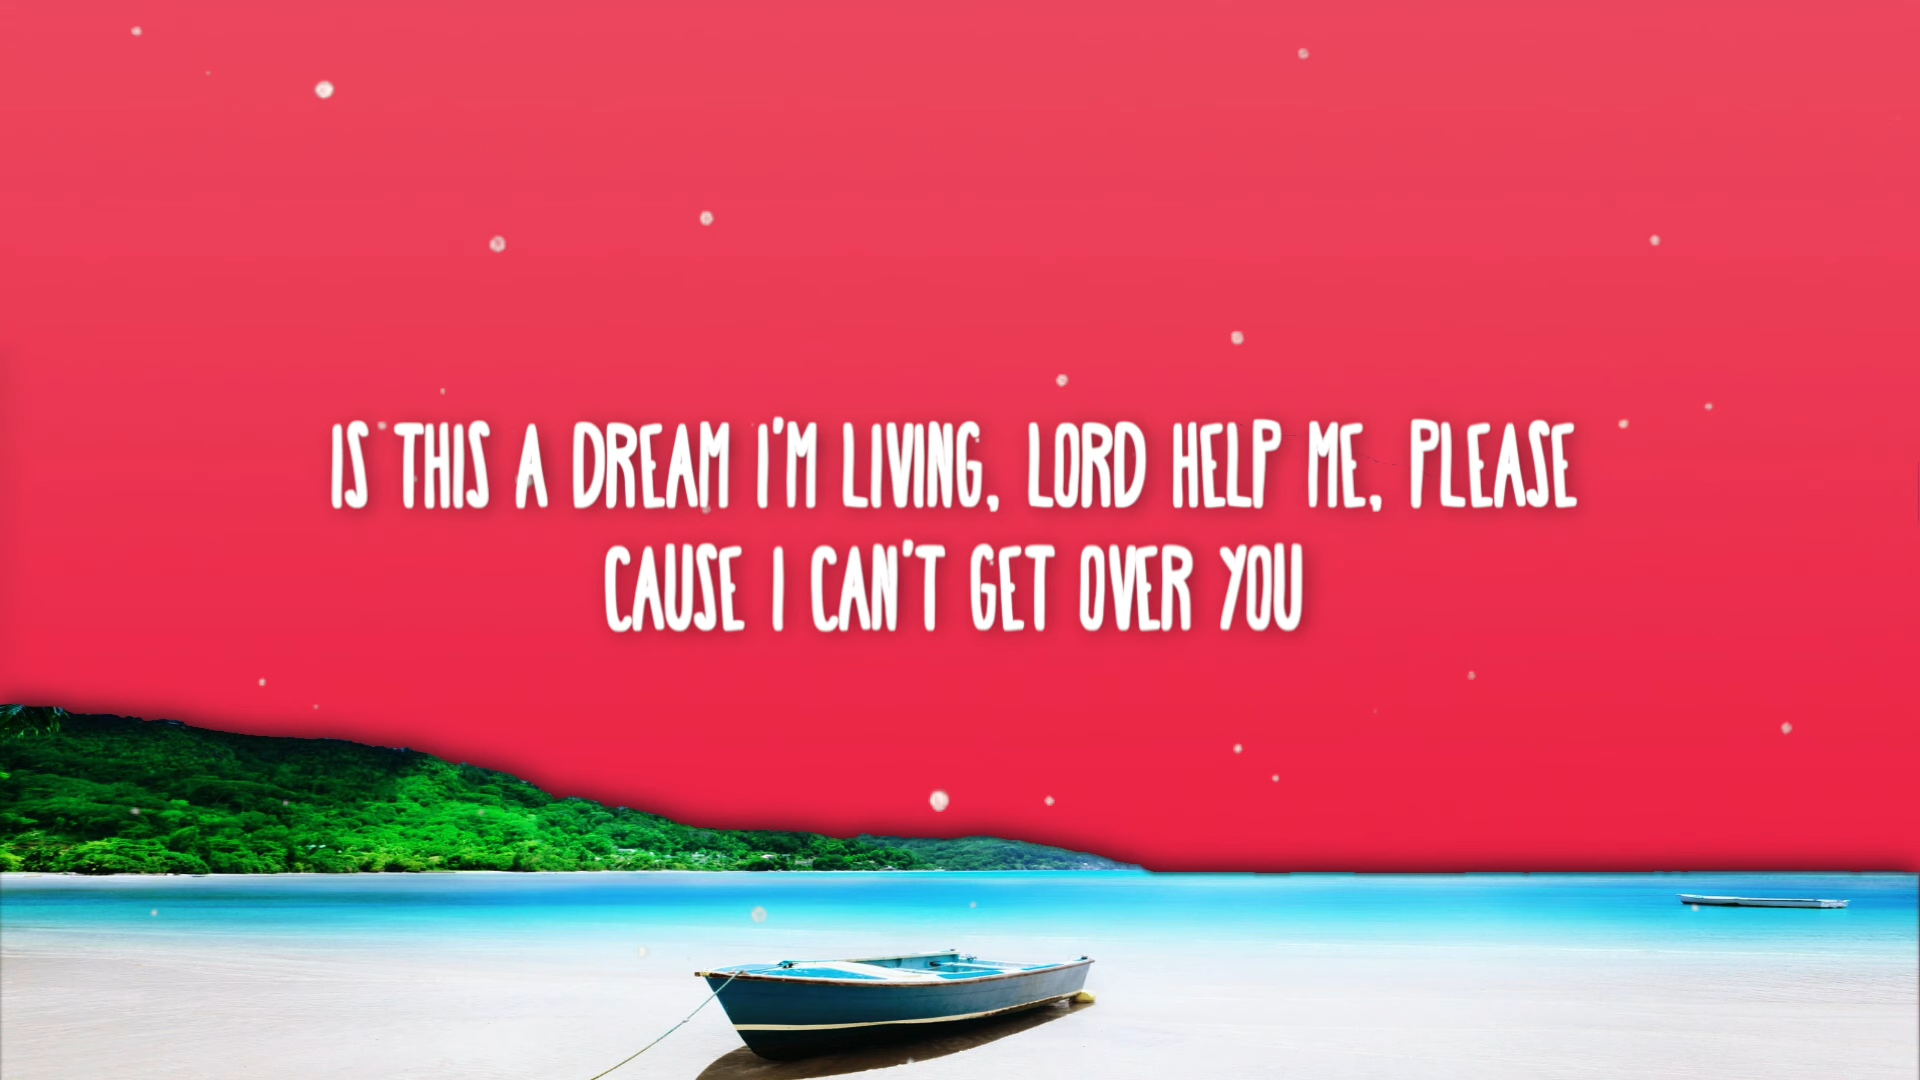 IS THIS A DREAM I'M LIVING, LORD HELP ME, PLEASE
CAUSE I CAN'T GET OVER YOU